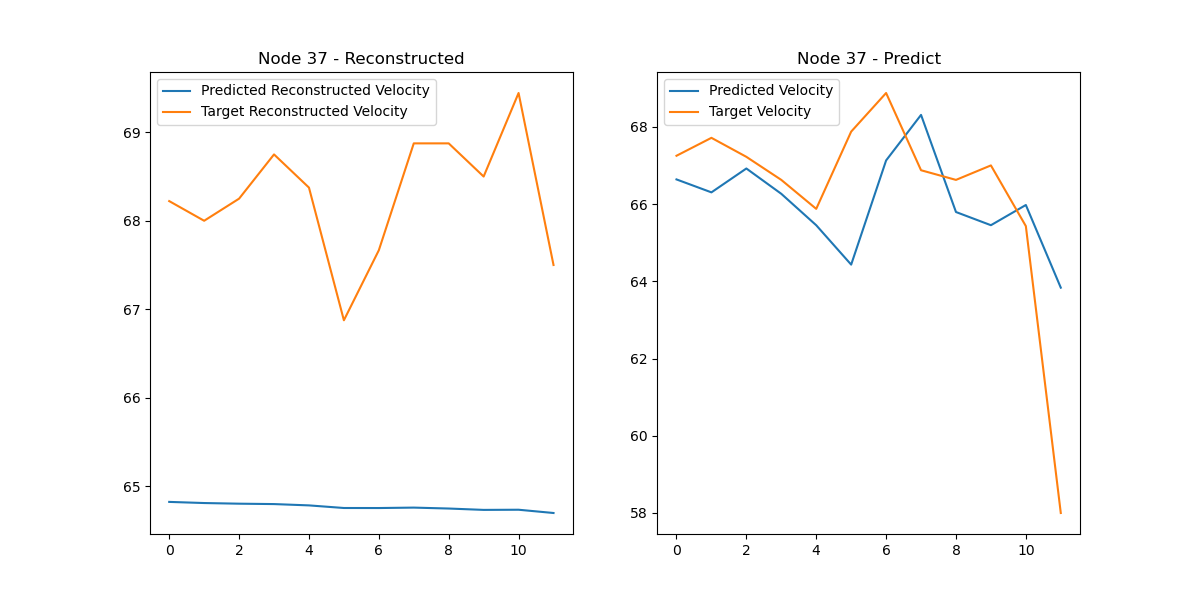 Node 37 - Reconstructed
Predicted Reconstructed Velocity
Target Reconstructed Velocity
69
68
67
66
65
0 2 4 6 8 10
Node 37 - Predict
Predicted Velocity
Target Velocity
68
66
64
62
60
58
0 2 4 6 8 10